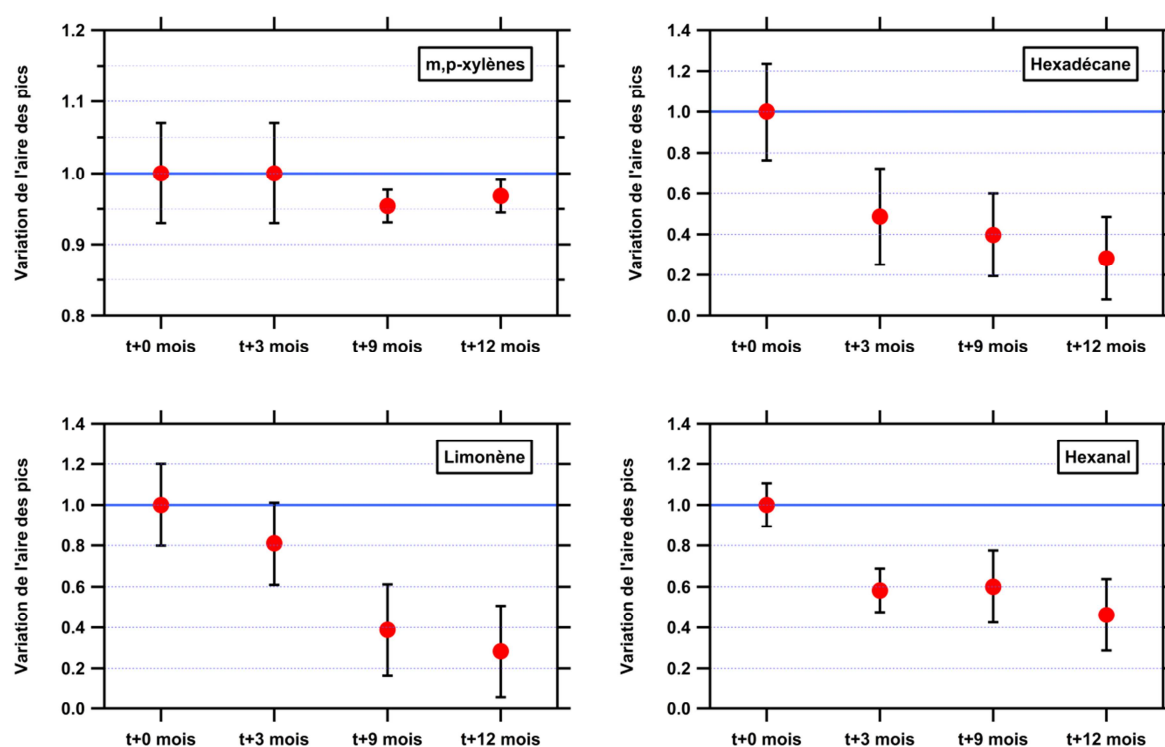 m,p-xylènes
Variation de l'aire des pics
1.2
1.1
1.0
0.9
0.8
t+0 mois t+3 mois t+9 mois t+12 mois
Hexadécane
Variation de l'aire des pics
1.4
1.2
1.0
0.8
0.6
0.4
0.2
0.0
t+0 mois t+3 mois t+9 mois t+12 mois
Limonène
Variation de l'aire des pics
1.4
1.2
1.0
0.8
0.6
0.4
0.2
0.0
t+0 mois t+3 mois t+9 mois t+12 mois
Hexanal
Variation de l'aire des pics
1.4
1.2
1.0
0.8
0.6
0.4
0.2
0.0
t+0 mois t+3 mois t+9 mois t+12 mois